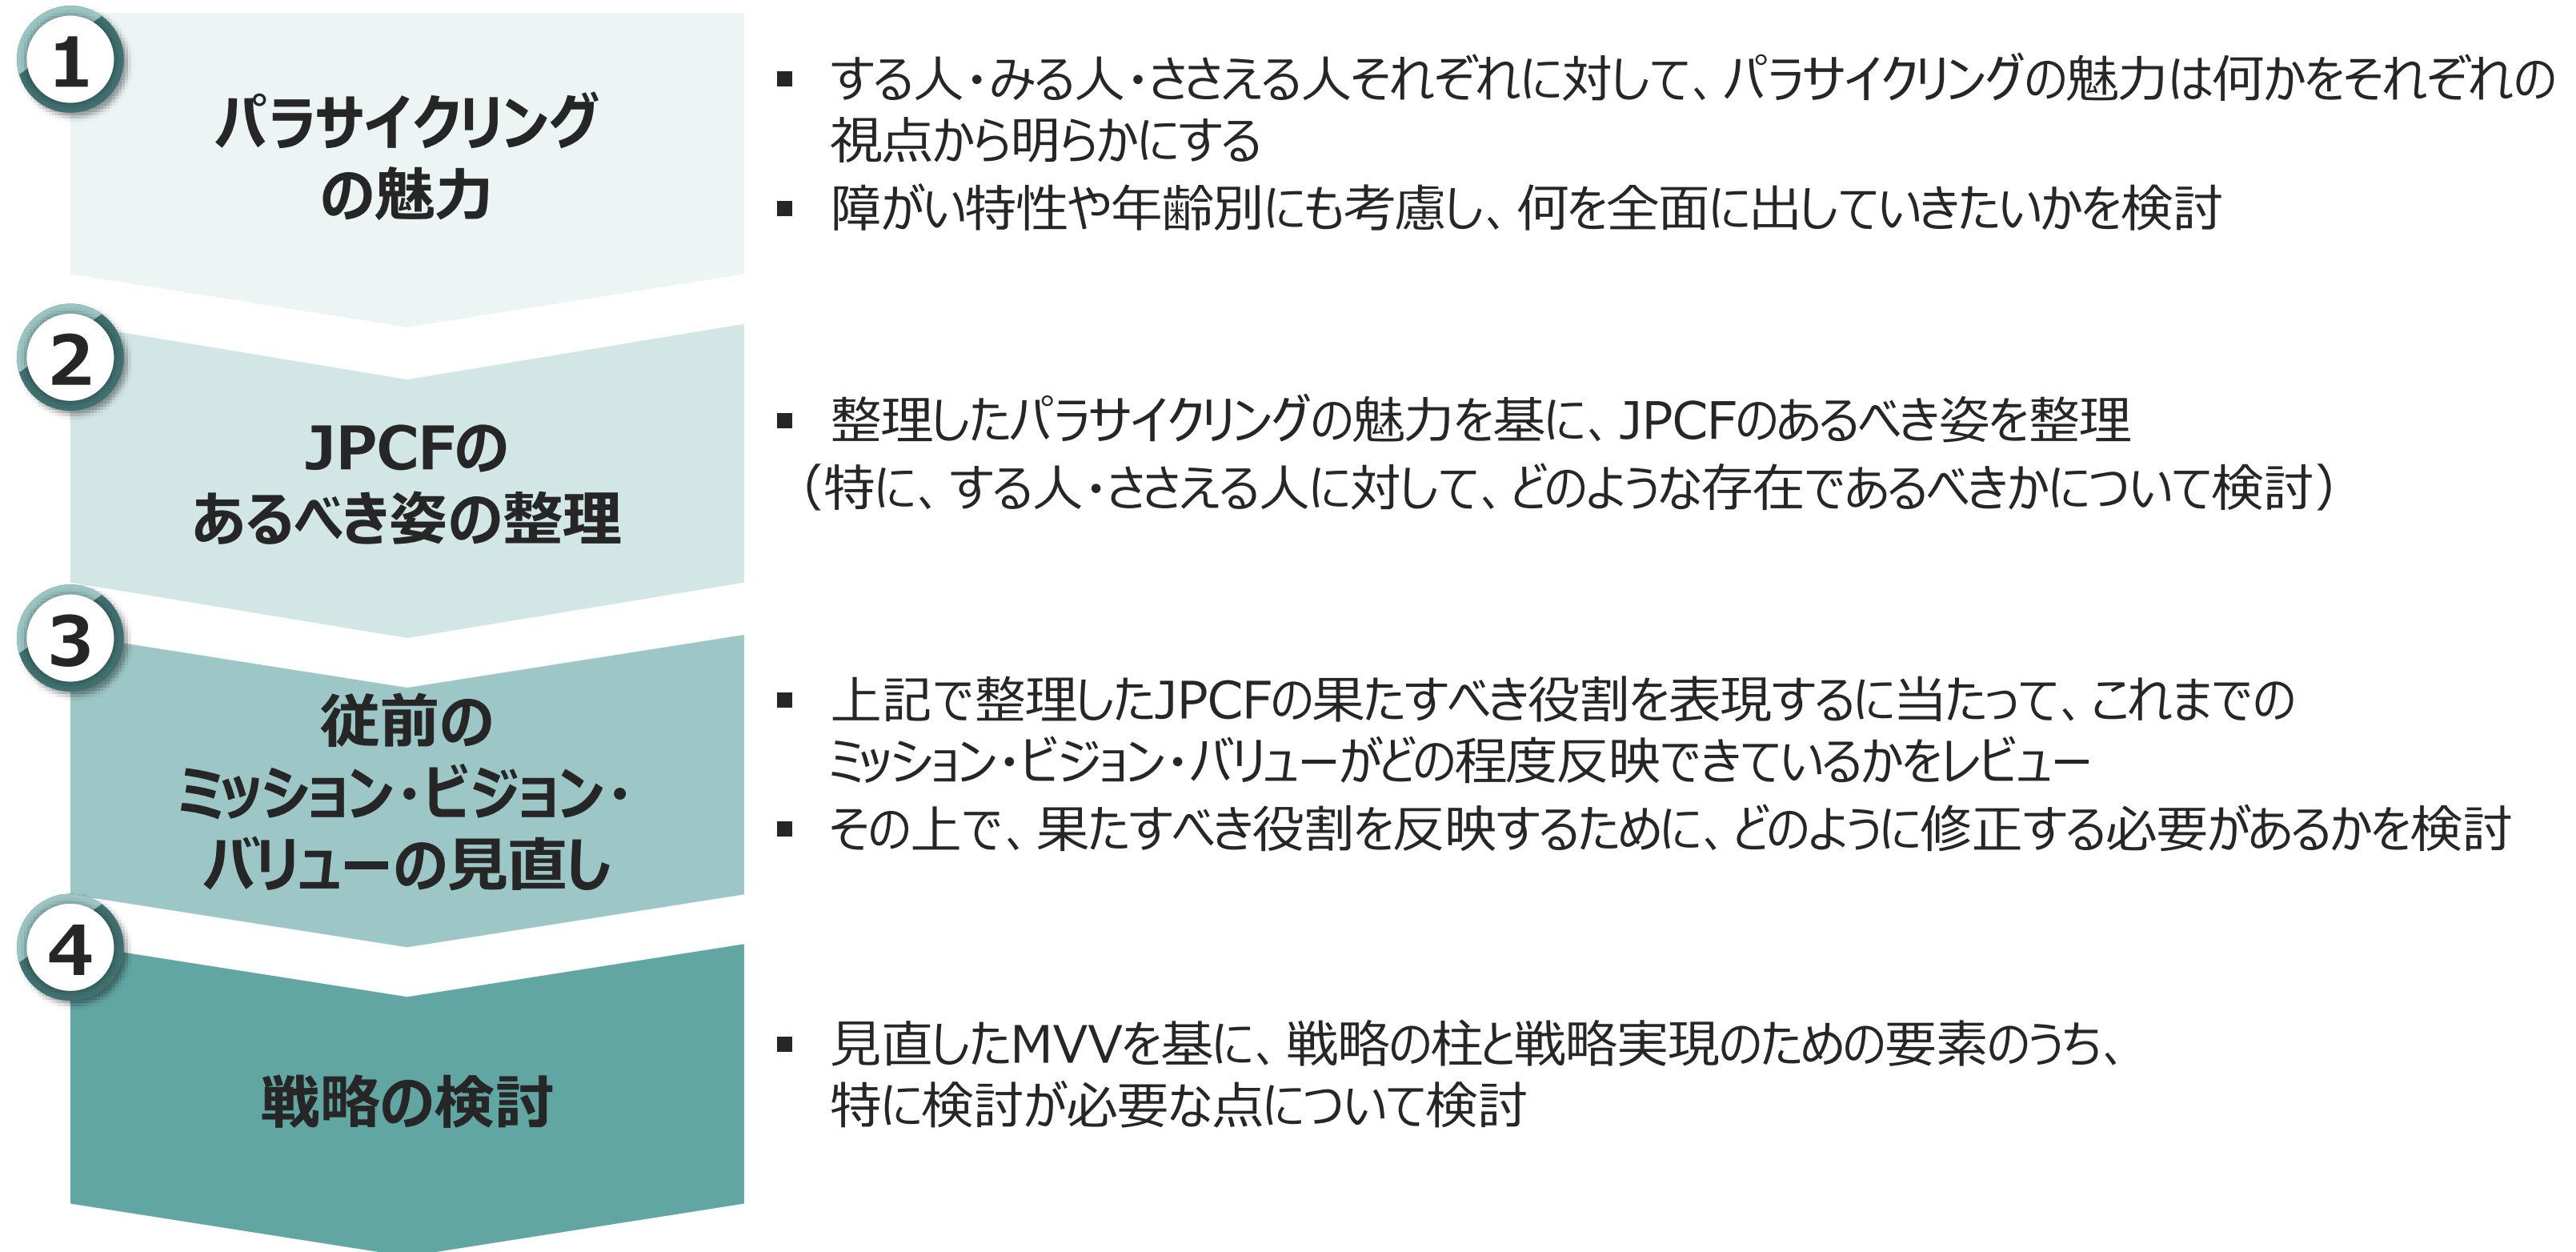 1
パラサイクリング
の魅力
▪ する人・みる人・ささえる人それぞれに対して、パラサイクリングの魅力は何かをそれぞれの
視点から明らかにする
▪ 障がい特性や年齢別にも考慮し、何を全面に出していきたいかを検討
2
JPCFの
あるべき姿の整理
▪ 整理したパラサイクリングの魅力を基に、JPCFのあるべき姿を整理
（特に、する人・ささえる人に対して、どのような存在であるべきかについて検討）
3
従前の
ミッション・ビジョン・
バリューの見直し
▪ 上記で整理したJPCFの果たすべき役割を表現するに当たって、これまでの
ミッション・ビジョン・バリューがどの程度反映できているかをレビュー
▪ その上で、果たすべき役割を反映するために、どのように修正する必要があるかを検討
4
戦略の検討
▪ 見直したMVVを基に、戦略の柱と戦略実現のための要素のうち、
特に検討が必要な点について検討